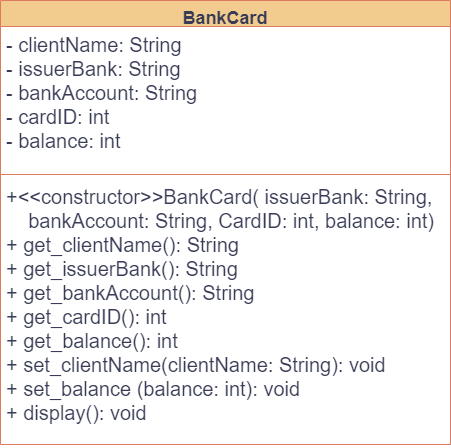 BankCard
- clientName: String
- issuerBank: String
- bankAccount: String
- cardID: int
- balance: int
+<<constructor>>BankCard( issuerBank: String,
bankAccount: String, CardID: int, balance: int)
+ get_clientName(): String
+ get_issuerBank(): String
+ get_bankAccount(): String
+ get_cardID(): int
+ get_balance(): int
+ set_clientName(clientName: String): void
+ set_balance (balance: int): void
+ display(): void